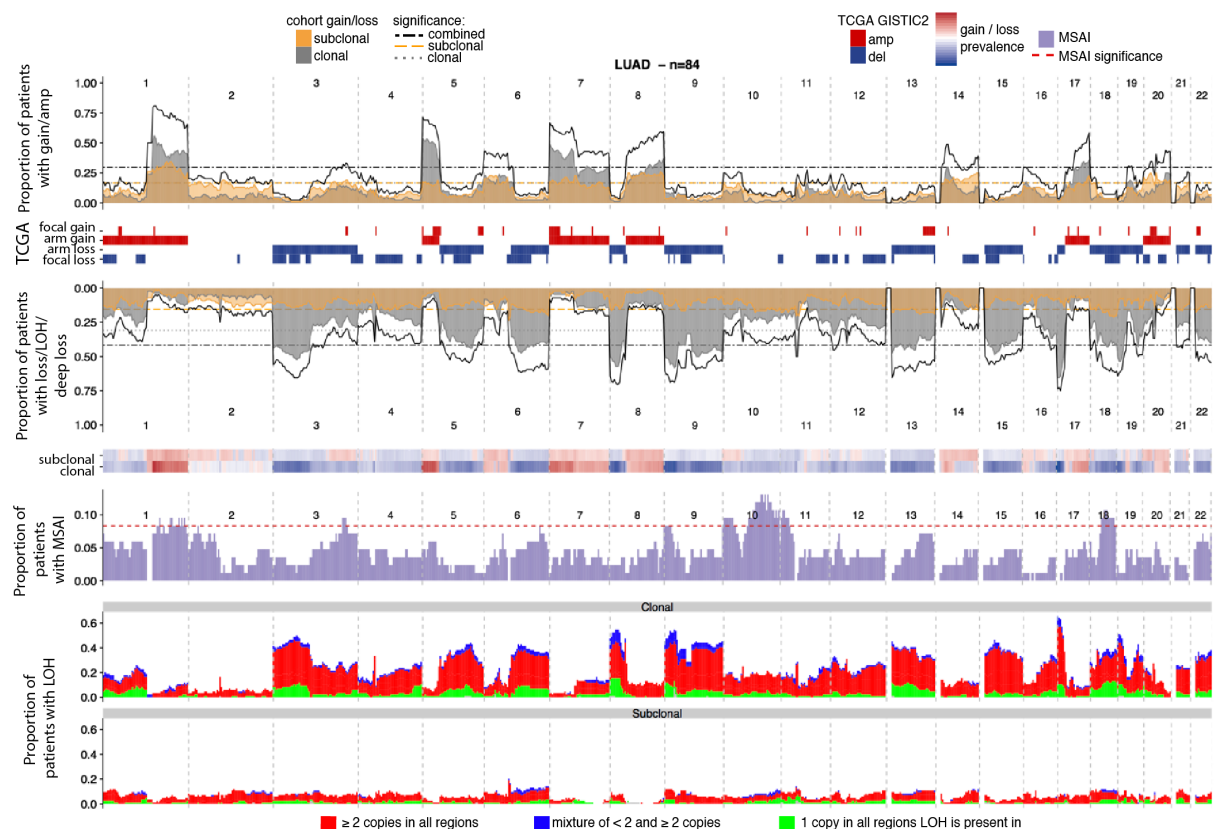 cohort gain/loss
subclonal
clonal
significance:
combined
subclonal
clonal
TCGA GISTIC2
amp
del
gain / loss
prevalence
MSAI
MSAI significance
LUAD – n=84
Proportion of patients
with gain/amp
1.00
0.75
0.50
0.25
0.00
1 2 3 4 5 6 7 8 9 10 11 12 13 14 15 16 17 18 19 20 21 22
TCGA
focal gain
arm gain
arm loss
focal loss
Proportion of patients
with loss/LOH/
deep loss
0.00
0.25
0.50
0.75
1.00
1 2 3 4 5 6 7 8 9 10 11 12 13 14 15 16 17 18 19 20 21 22
subclonal
clonal
Proportion of
patients
with MSAI
0.10
0.05
0.00
1 2 3 4 5 6 7 8 9 10 11 12 13 14 15 16 17 18 19 20 21 22
Proportion of
patients with LOH
Clonal
0.6
0.4
0.2
0.0
Subclonal
0.6
0.4
0.2
0.0
≥ 2 copies in all regions
mixture of < 2 and ≥ 2 copies
1 copy in all regions LOH is present in